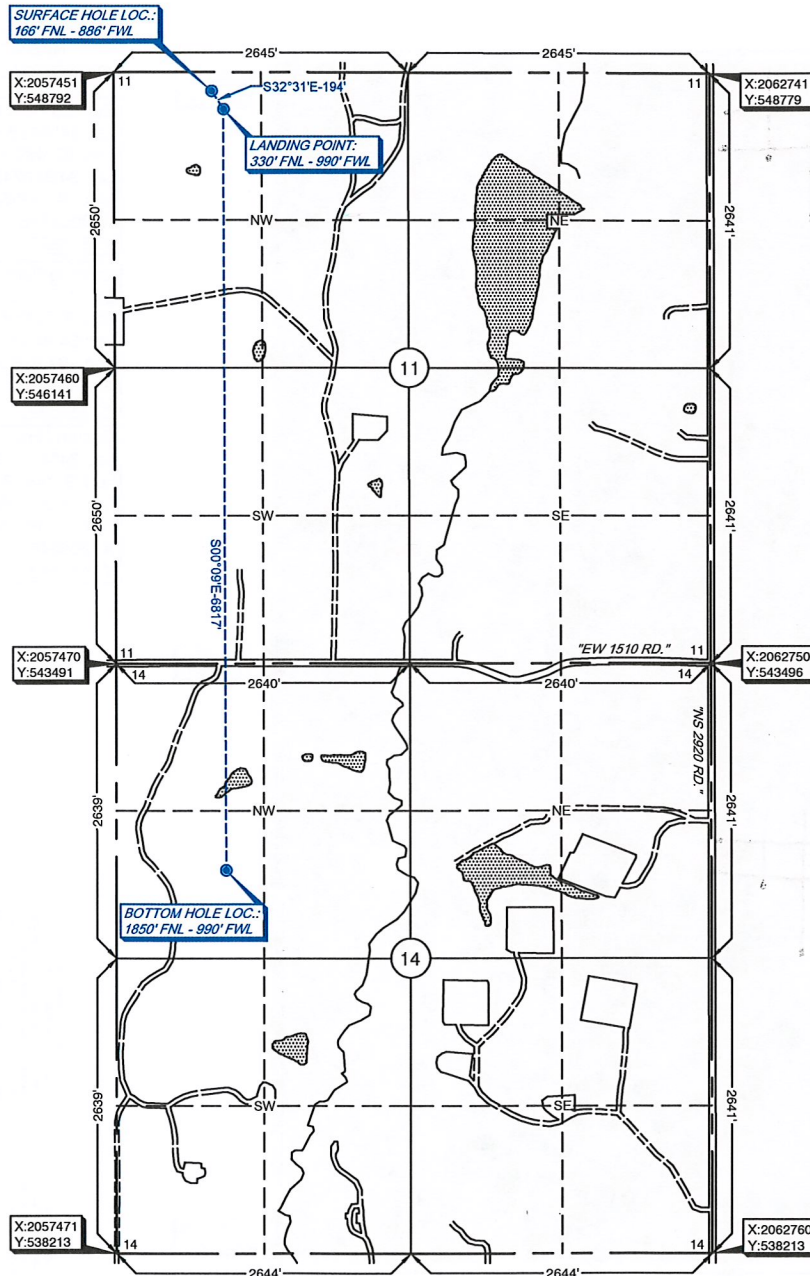 SURFACE HOLE LOC.:
166' FNL - 886' FWL
2645'
2645'
X:2057451
Y:548792
11
11
X:2062741
Y:548779
S32°31'E-194'
LANDING POINT:
330' FNL - 990' FWL
2650'
NW
NE
2641'
X:2057460
Y:546141
11
2650'
SW
SE
2641'
S00°09'E-6817'
X:2057470
Y:543491
11
"EW 1510 RD."
11
X:2062750
Y:543496
14
2640'
2640'
14
"NS 2920 RD."
2639'
NW
NE
2641'
BOTTOM HOLE LOC.:
1850' FNL - 990' FWL
14
2639'
SW
SE
2641'
X:2057471
Y:538213
14
14
X:2062760
Y:538213
2644'
2644'